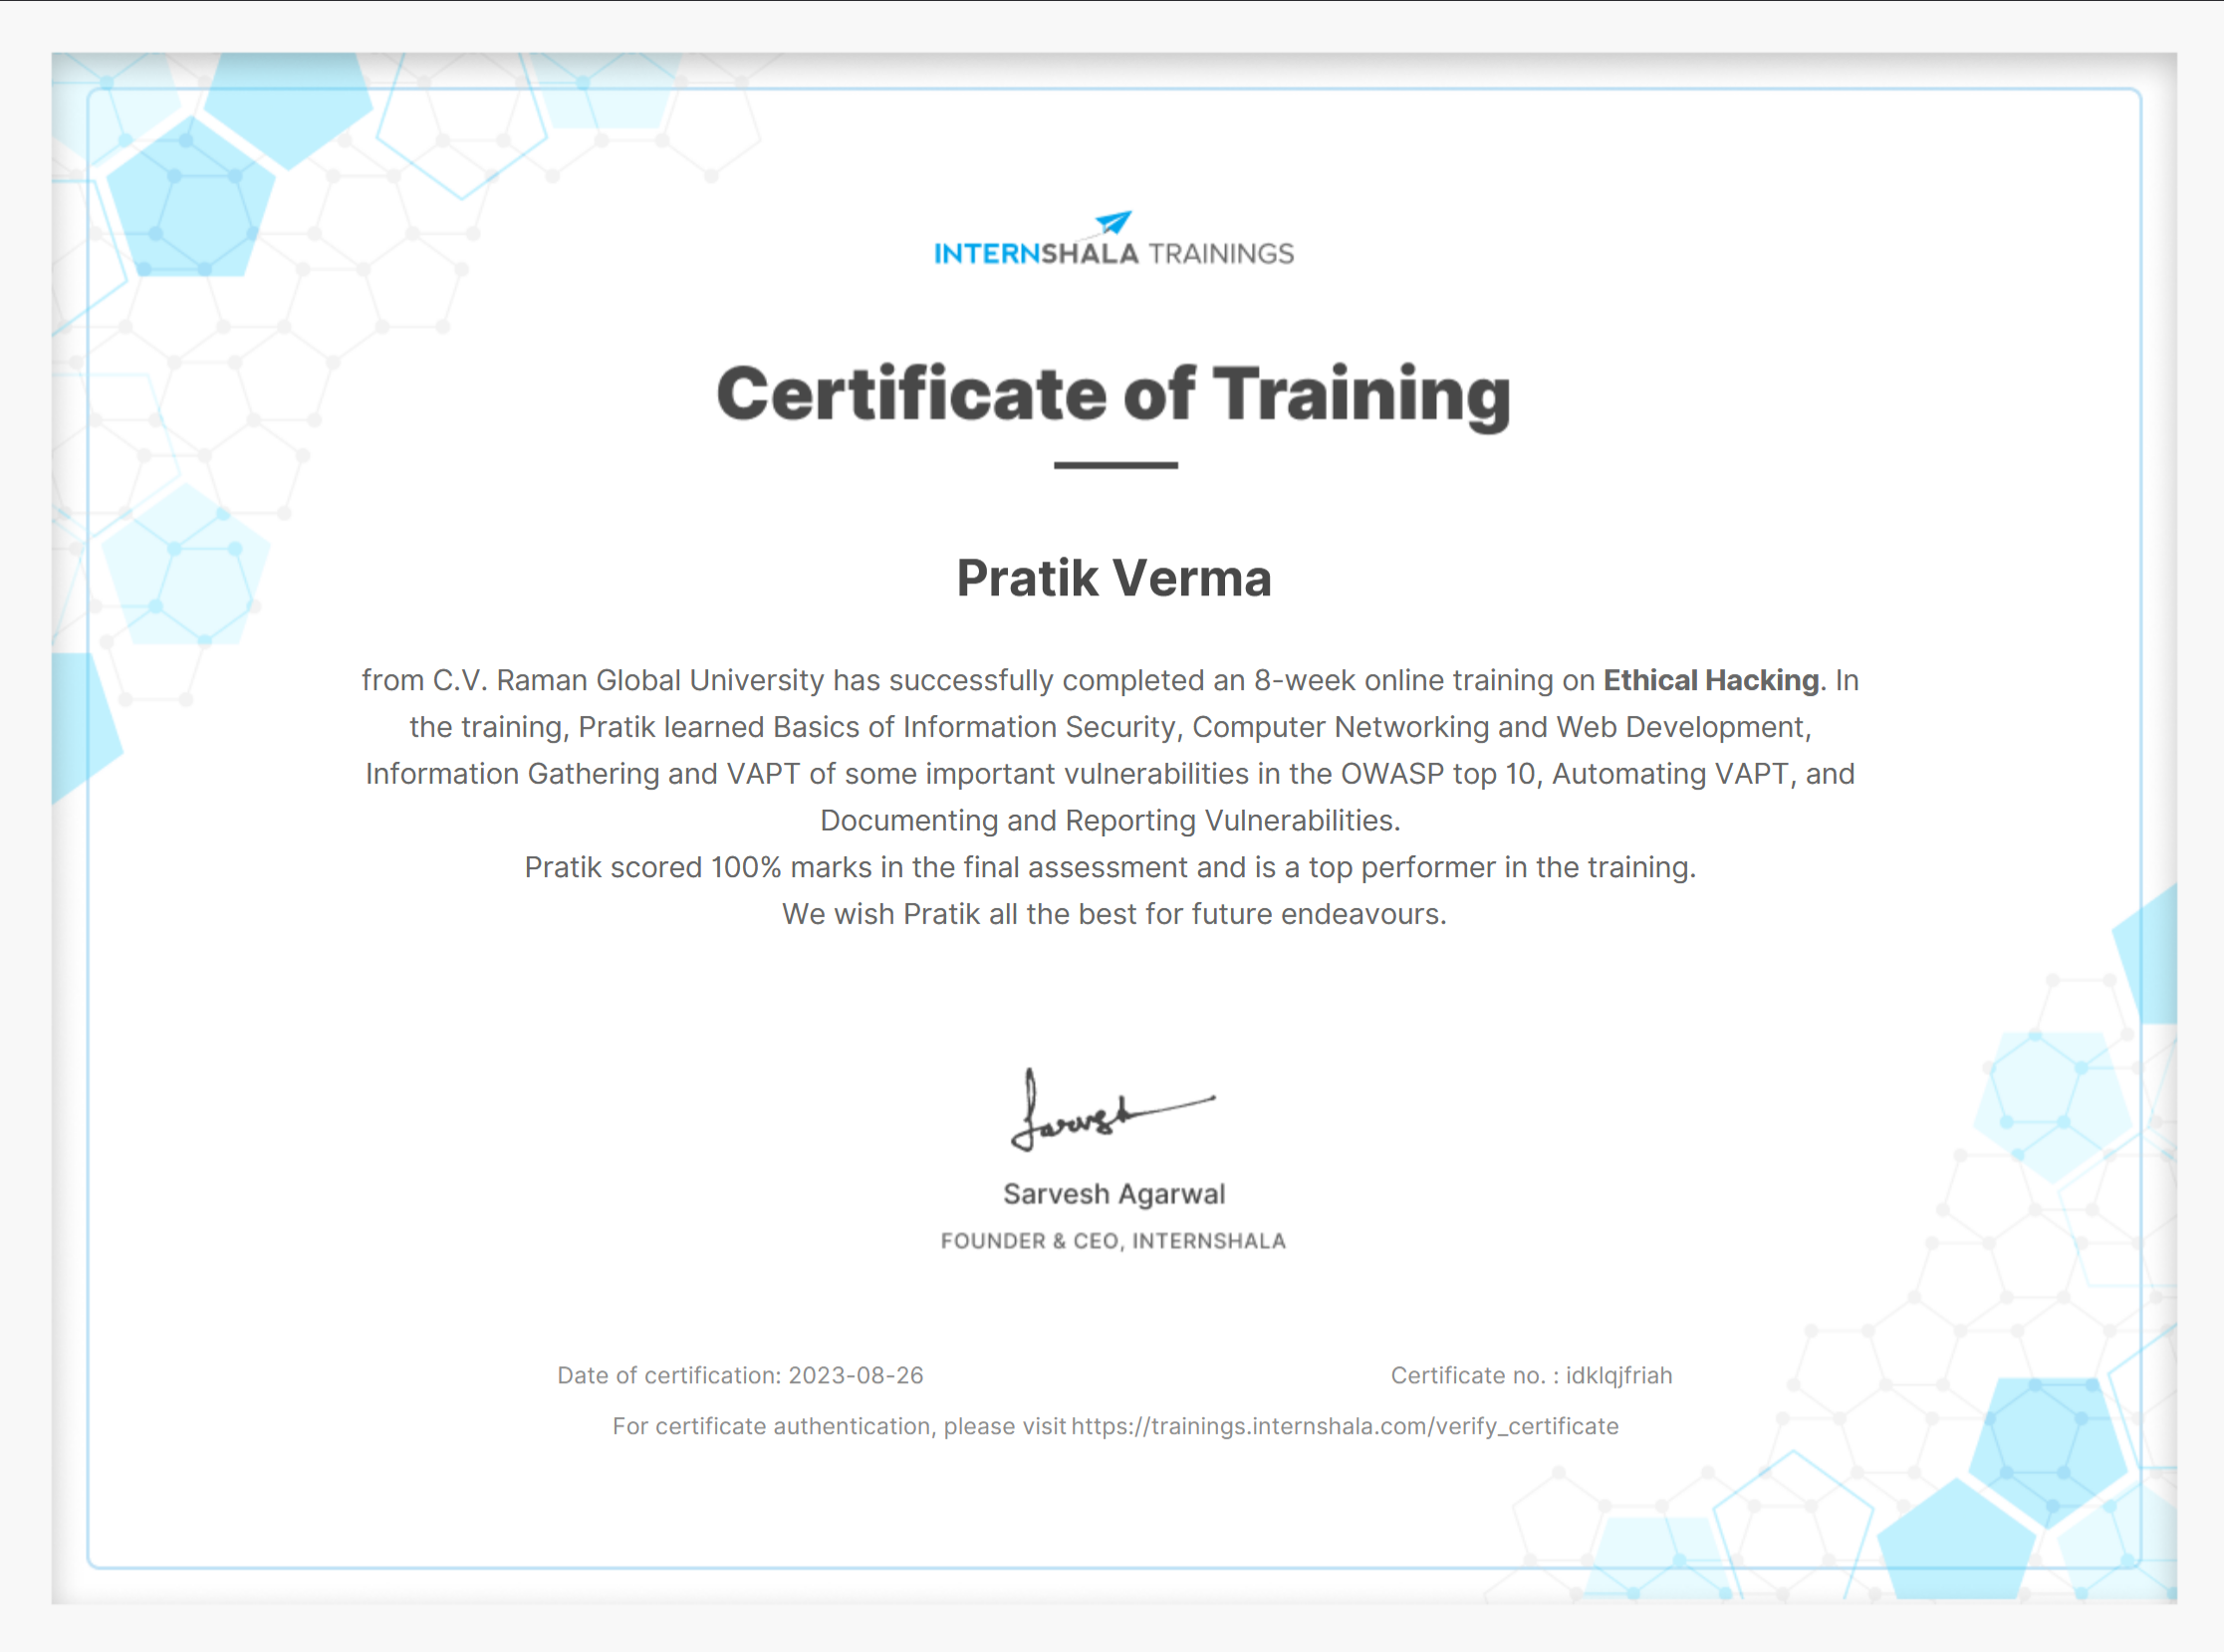 INTERNSHALA TRAININGS
Certificate of Training
Pratik Verma
from C.V. Raman Global University has successfully completed an 8-week online training on Ethical Hacking. In
the training, Pratik learned Basics of Information Security, Computer Networking and Web Development,
Information Gathering and VAPT of some important vulnerabilities in the OWASP top 10, Automating VAPT, and
Documenting and Reporting Vulnerabilities.
Pratik scored 100% marks in the final assessment and is a top performer in the training.
We wish Pratik all the best for future endeavours.
Sarvesh
Sarvesh Agarwal
FOUNDER & CEO, INTERNSHALA
Date of certification: 2023-08-26
Certificate no. : idklqjfriah
For certificate authentication, please visit https://trainings.internshala.com/verify_certificate